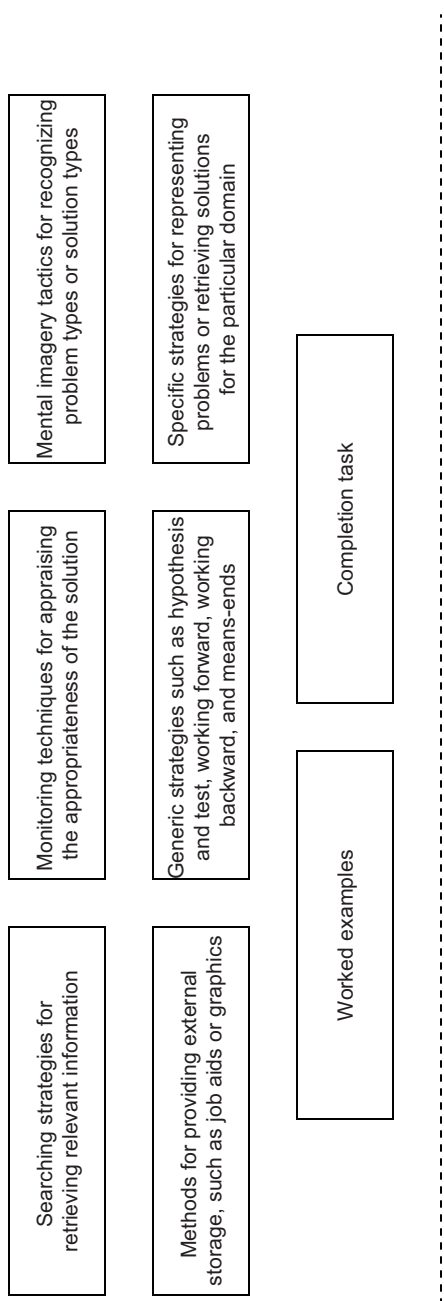 Searching strategies for
retrieving relevant information
Monitoring techniques for appraising
the appropriateness of the solution
Mental imagery tactics for recognizing
problem types or solution types
Methods for providing external
storage, such as job aids or graphics
Generic strategies such as hypothesis
and test, working forward, working
backward, and means-ends
Specific strategies for representing
problems or retrieving solutions
for the particular domain
Worked examples
Completion task